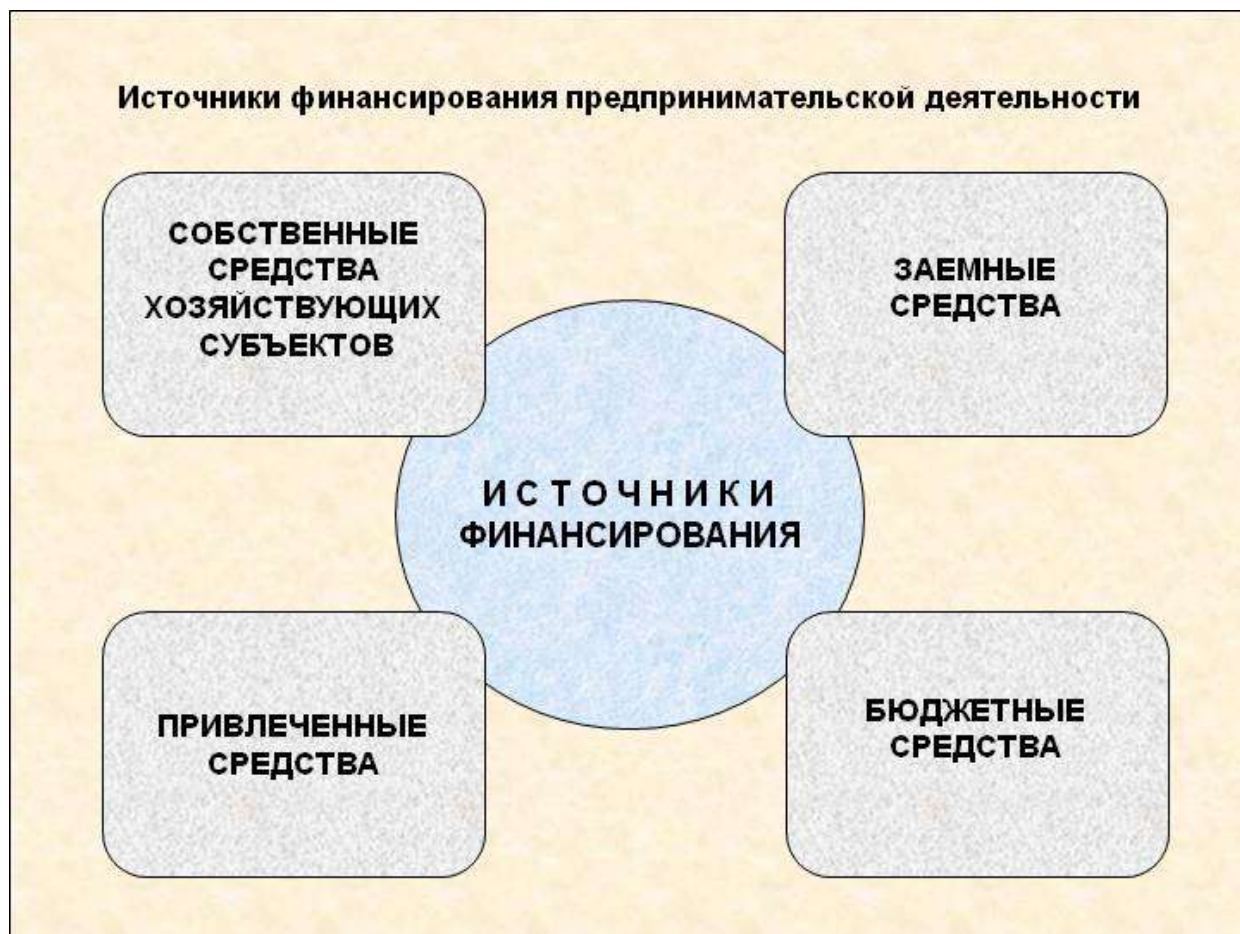 Источники финансирования предпринимательской деятельности
СОБСТВЕННЫЕ
СРЕДСТВА
ХОЗЯЙСТВУЮЩИХ
СУБЪЕКТОВ
ЗАЕМНЫЕ
СРЕДСТВА
И С Т О Ч Н И К И
ФИНАНСИРОВАНИЯ
ПРИВЛЕЧЕННЫЕ
СРЕДСТВА
БЮДЖЕТНЫЕ
СРЕДСТВА